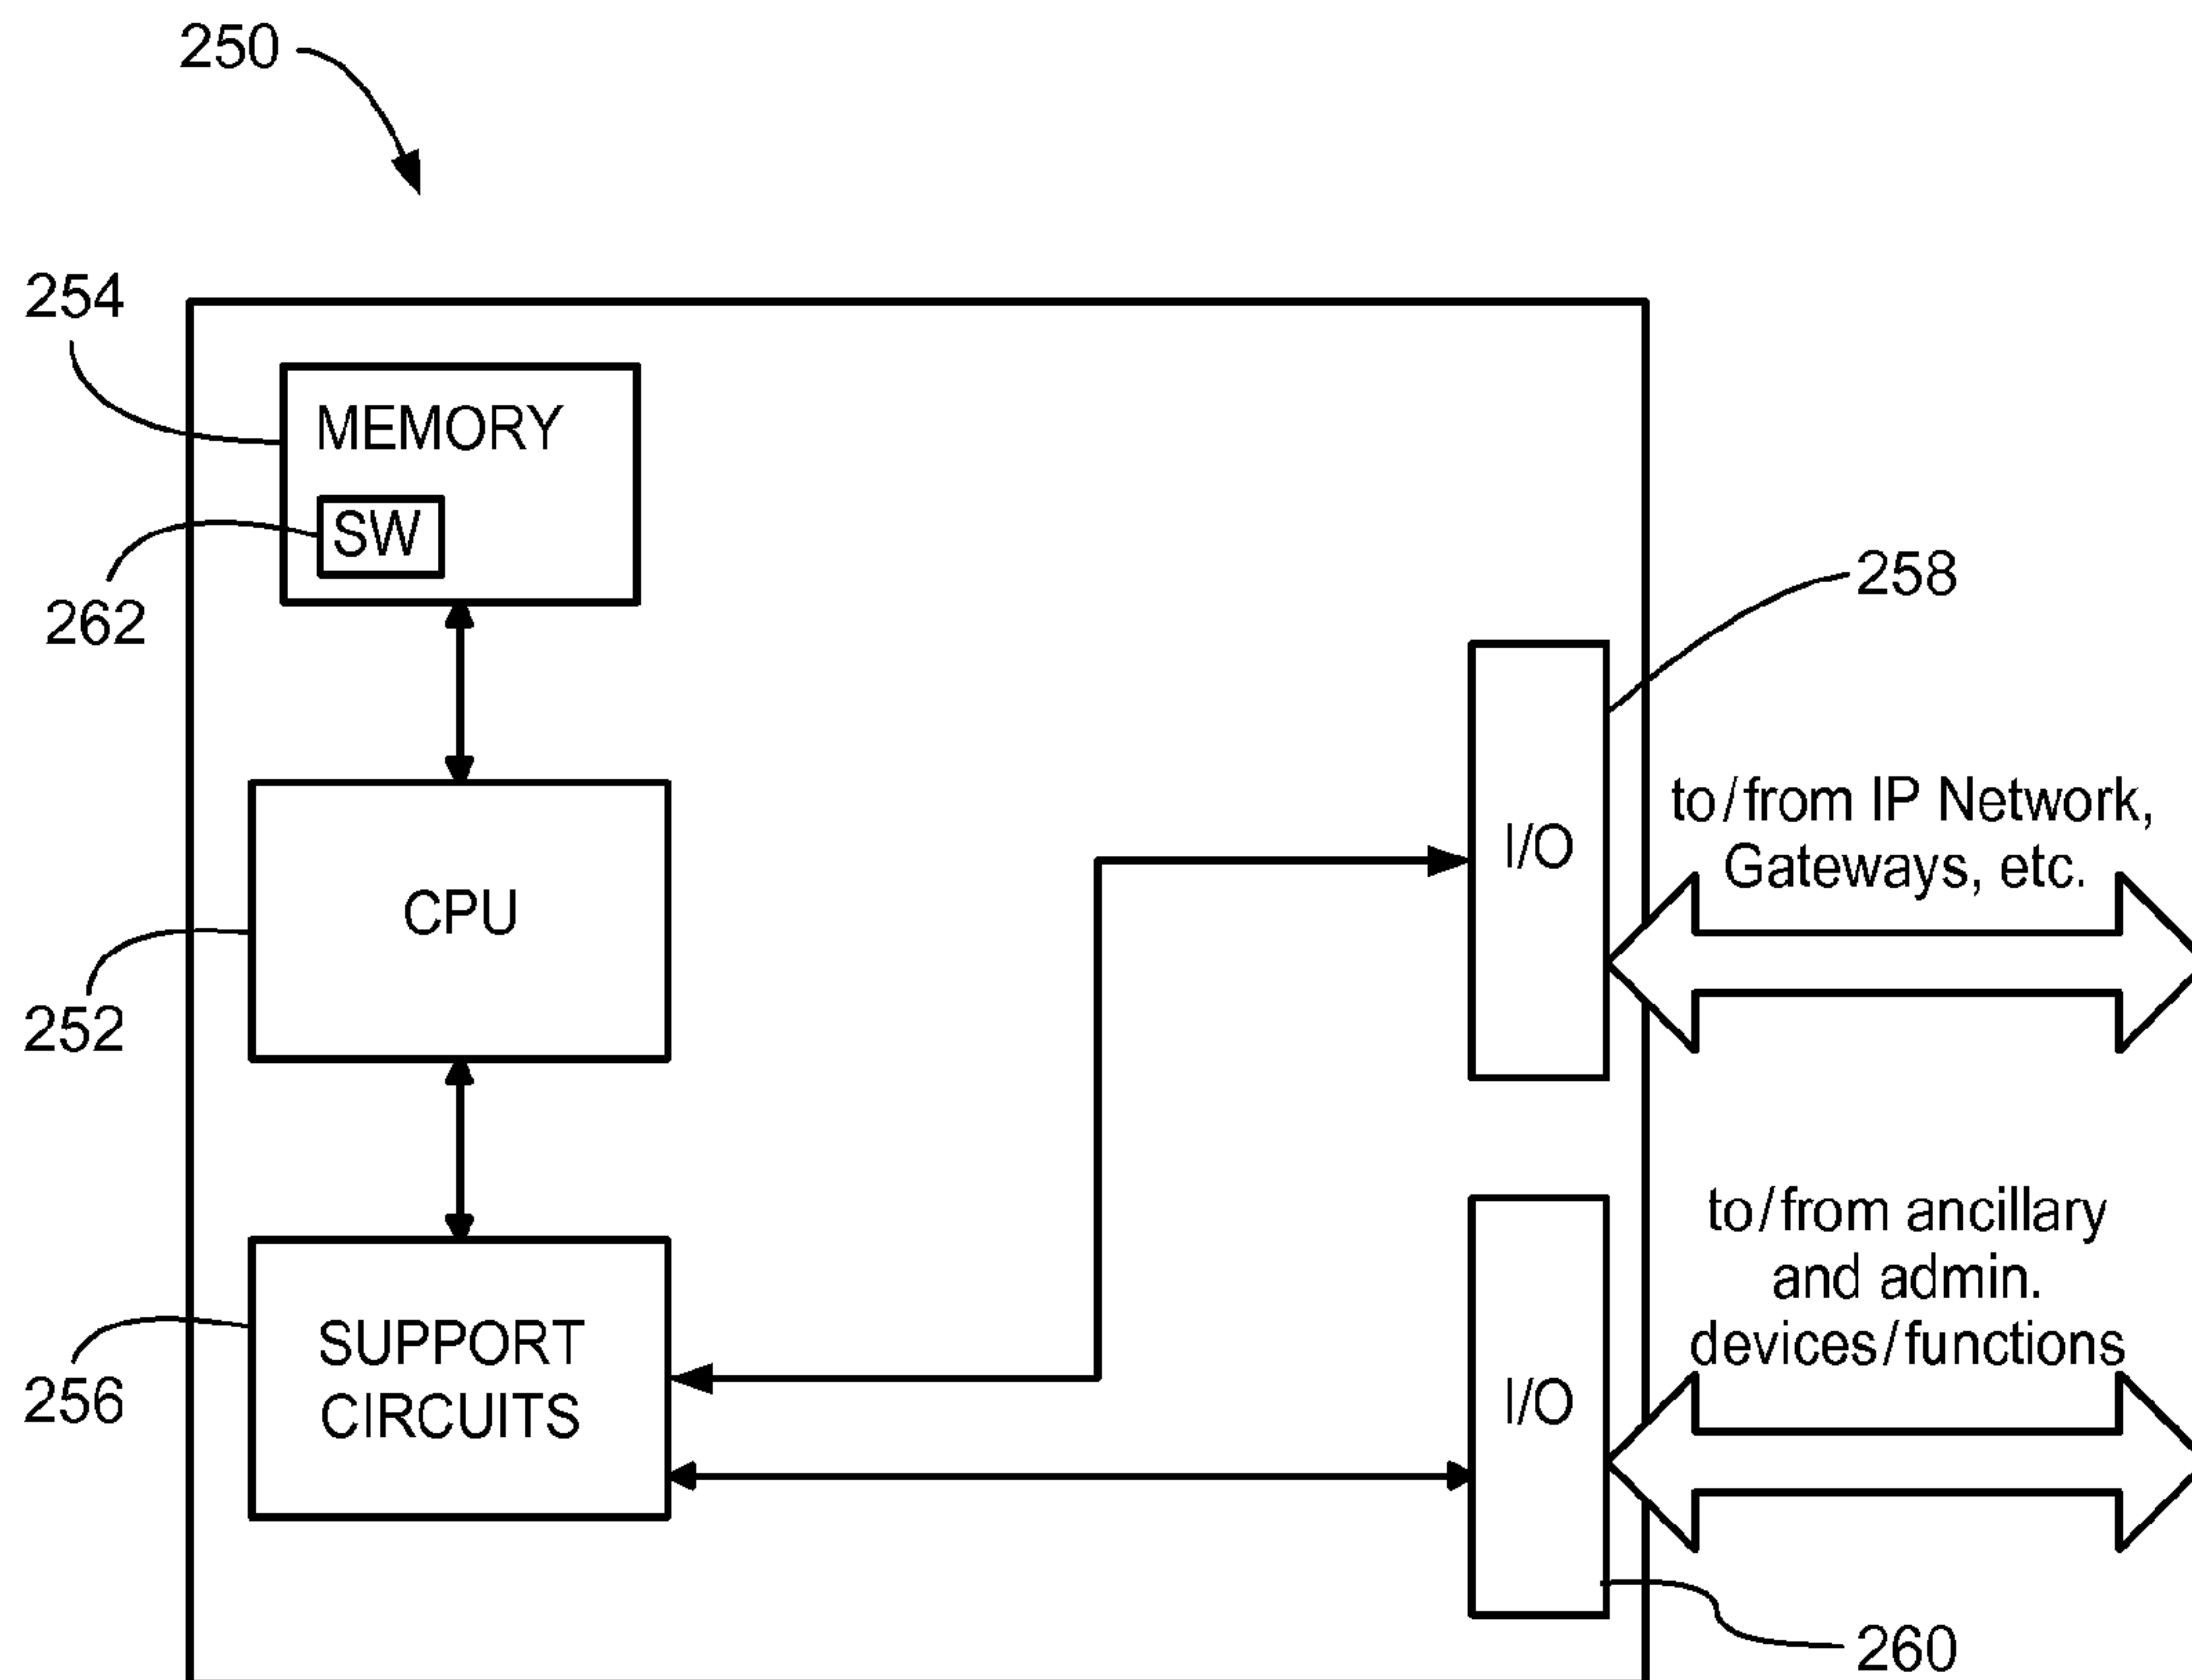 250
254
MEMORY
SW
262
258
to/from IP Network,
Gateways, etc.
I/O
CPU
252
to/from ancillary
and admin.
devices/functions
I/O
SUPPORT
CIRCUITS
256
260